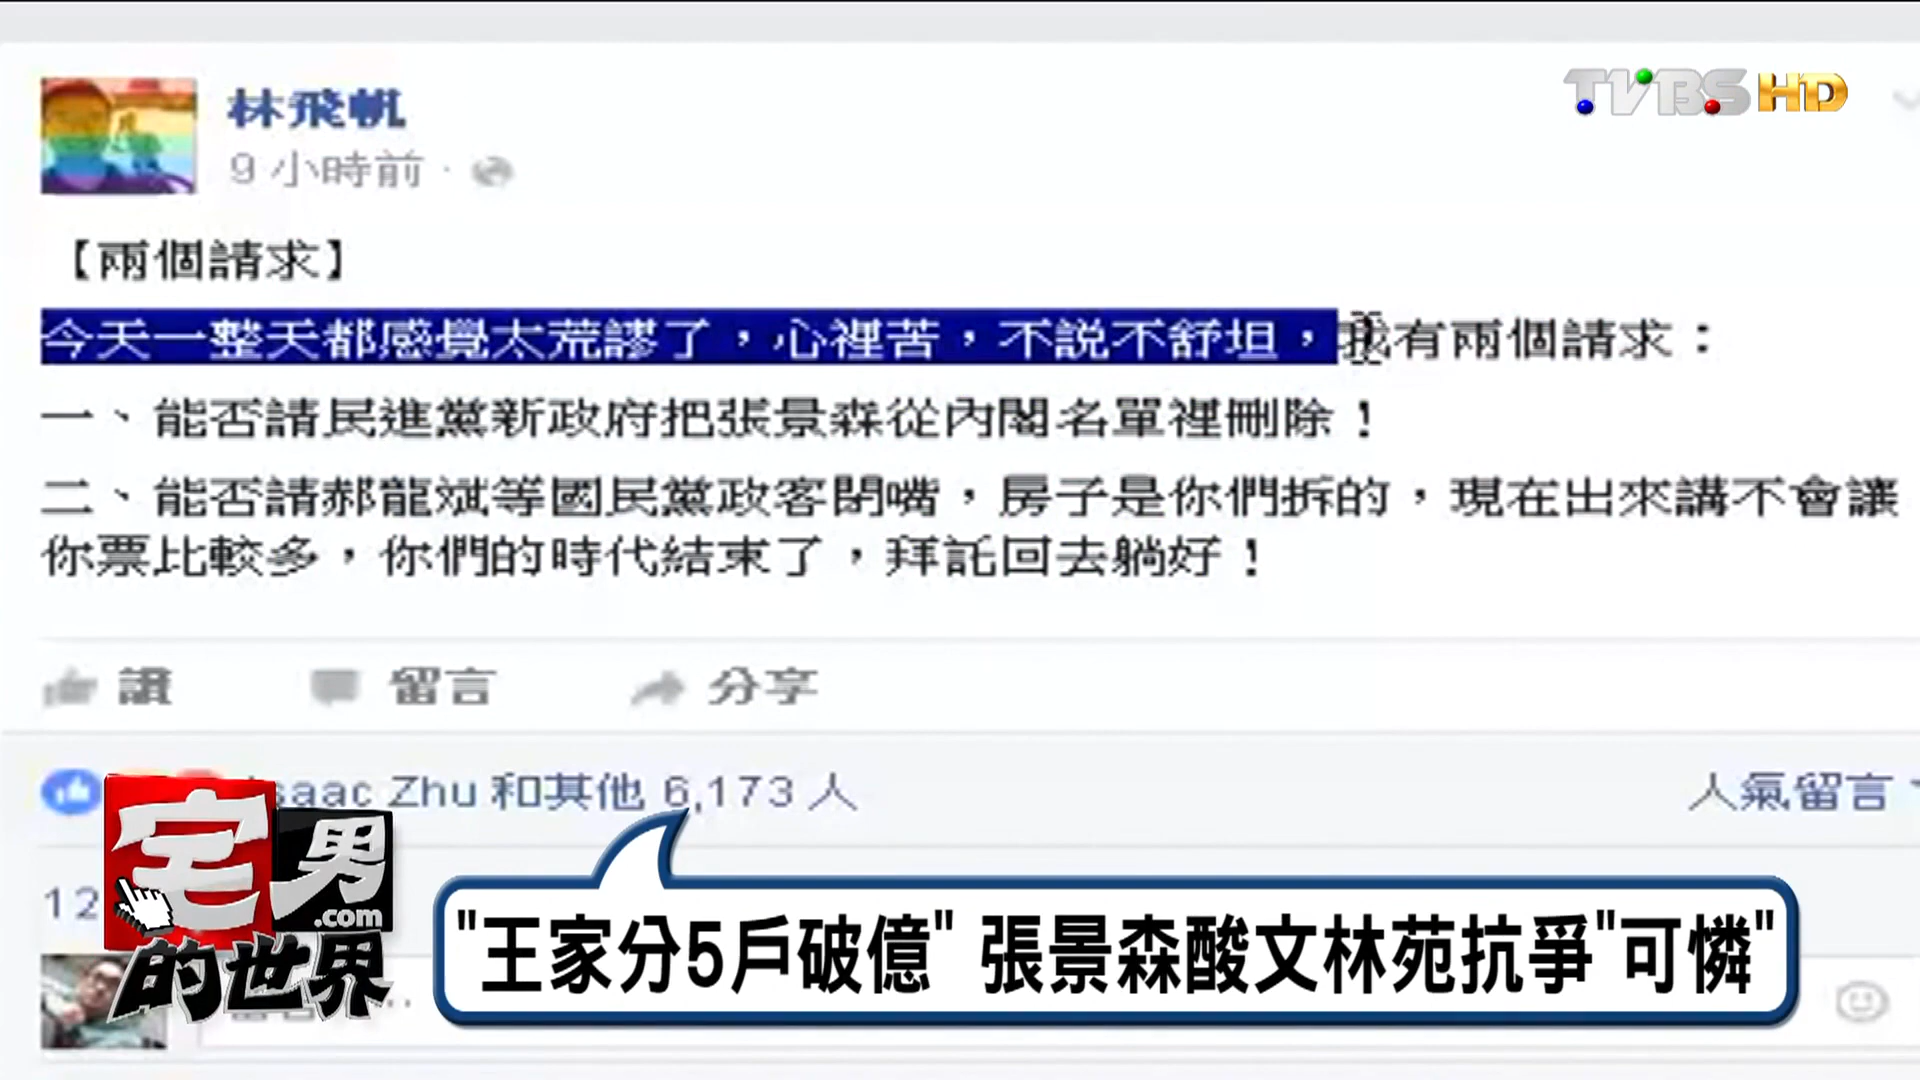 林飛帆
TVBS HD
9 小時前
【兩個請求】
今天一整天都感覺太荒謬了，心裡苦，不說不舒坦，我有兩個請求：
一、能否請民進黨新政府把張景森從內閣名單裡刪除！
二、能否請郝龍斌等國民黨政客閉嘴，房子是你們拆的，現在出來講不會讓
你票比較多，你們的時代結束了，拜託回去躺好！
讚 留言 分享
Zhu 和其他 6,173 人
人氣留言
12
宅男.com
的世界
"王家分5戶破億" 張景森酸文林苑抗爭"可憐"